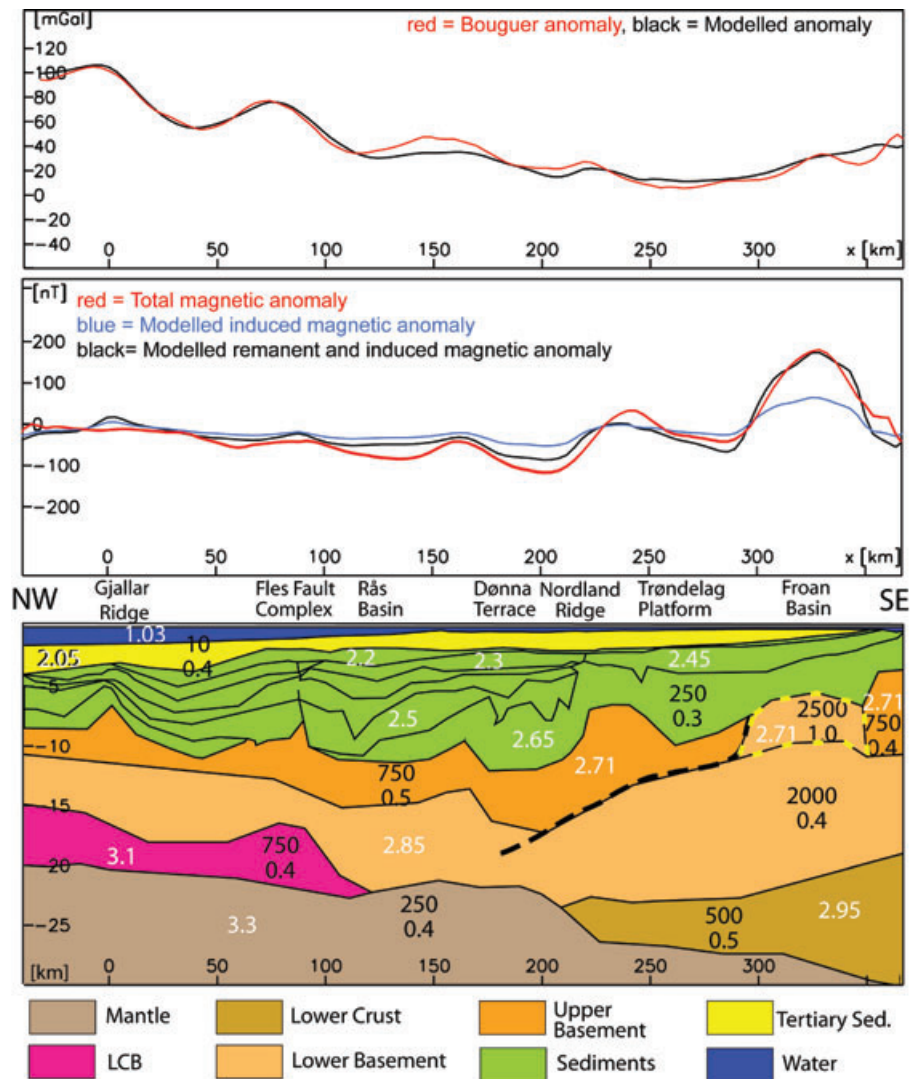 [mGal]
red = Bouguer anomaly, black = Modelled anomaly
120
100
80
60
40
20
0
−20
−40
0 50 100 150 200 250 300 x [km]
[nT]
red = Total magnetic anomaly
blue = Modelled induced magnetic anomaly
black= Modelled remanent and induced magnetic anomaly
200
100
0
−100
−200
0 50 100 150 200 250 300 x [km]
NW
Gjallar Ridge
Fles Fault Complex
Rås Basin
Dønna Terrace
Nordland Ridge
Trøndelag Platform
Froan Basin
SE
1.03
2.05
10
0.4
2.2
2.3
2.45
−5
250
0.3
2.5
2.65
2500
1.0
2.71
2.71
750
0.4
−10
2.71
750
0.5
2000
0.4
−15
750
0.4
2.85
3.1
−20
250
0.4
500
0.5
2.95
3.3
−25
[km] 0 50 100 150 200 250 300
Mantle
Lower Crust
Upper Basement
Tertiary Sed.
LCB
Lower Basement
Sediments
Water